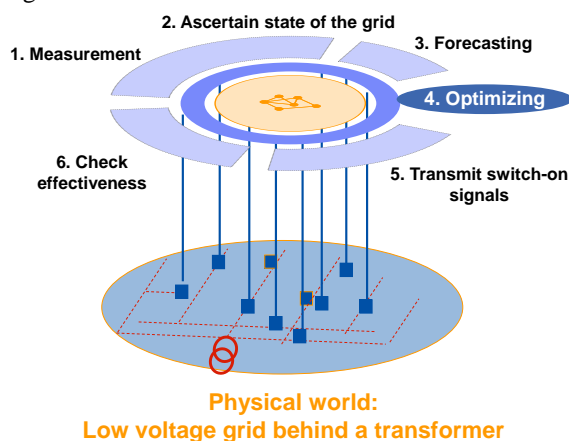 2. Ascertain state of the grid
1. Measurement
3. Forecasting
4. Optimizing
6. Check
effectiveness
5. Transmit switch-on
signals
Physical world:
Low voltage grid behind a transformer